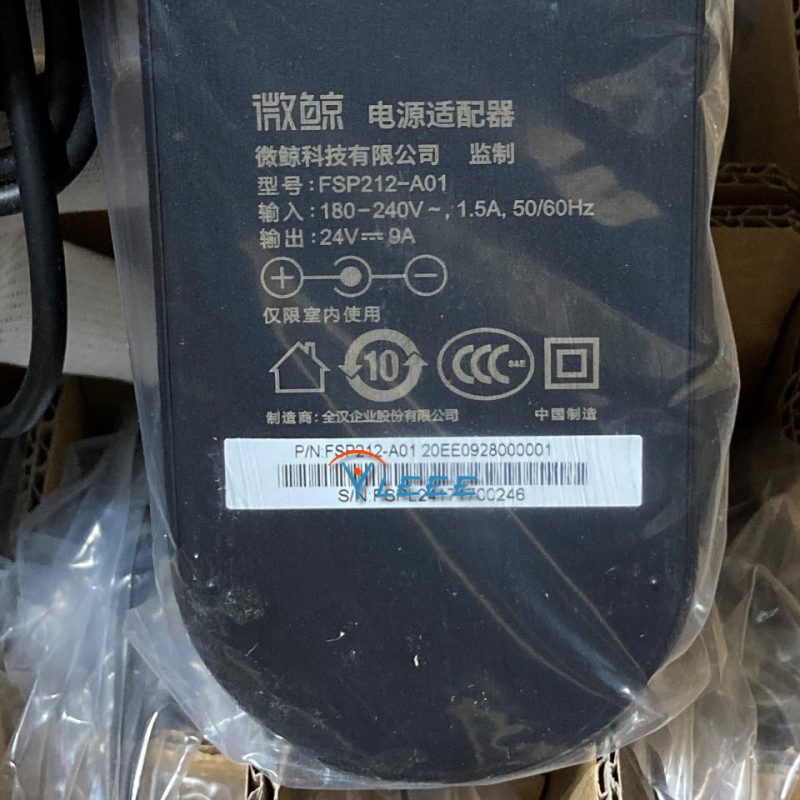 微鲸 电源适配器
微鲸科技有限公司 监制
型号:FSP212-A01
输入:180-240V~, 1.5A, 50/60Hz
输出:24V⎓9A
+ −
仅限室内使用
10 CCC S&E
制造商:全汉企业股份有限公司 中国制造
P/N:FSP212-A01 20EE0928000001
YLEEE
S/N